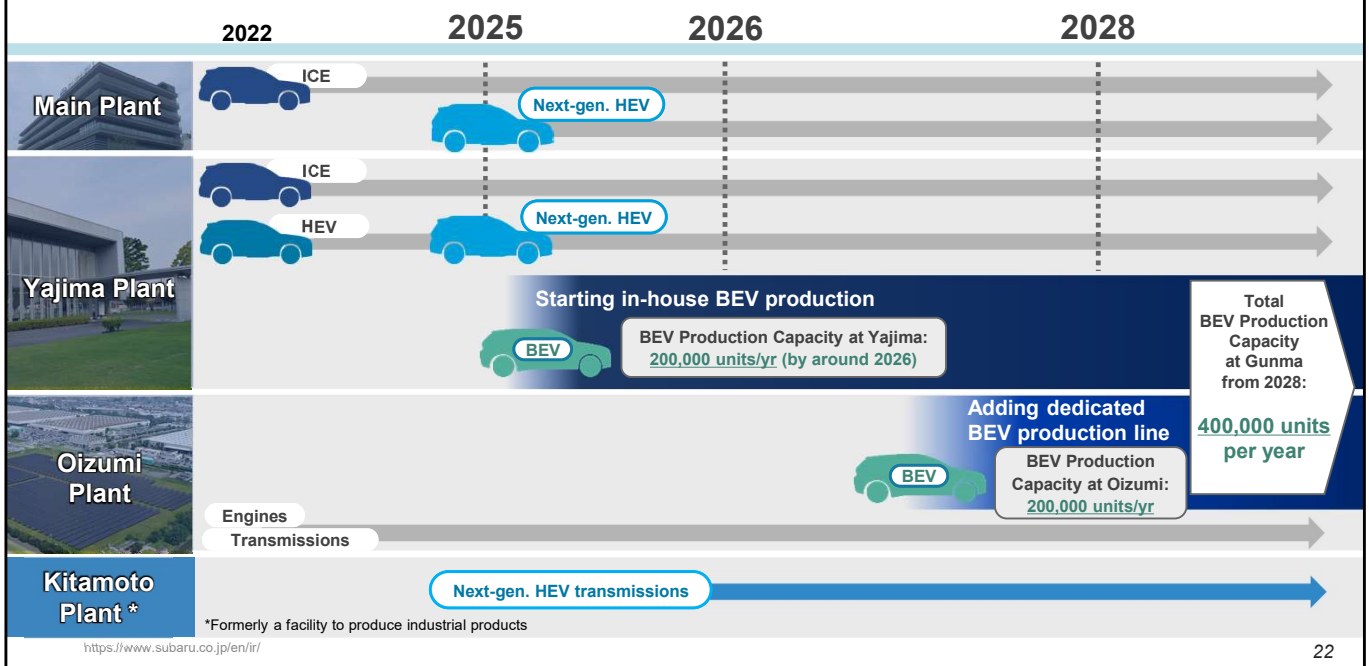 2022
2025
2026
2028
Main Plant
ICE
Next-gen. HEV
Yajima Plant
ICE
HEV
Next-gen. HEV
Starting in-house BEV production
BEV
BEV Production Capacity at Yajima:
200,000 units/yr (by around 2026)
Total
BEV Production
Capacity
at Gunma
from 2028:
400,000 units
per year
Oizumi
Plant
Adding dedicated
BEV production line
BEV
BEV Production
Capacity at Oizumi:
200,000 units/yr
Engines
Transmissions
Kitamoto
Plant *
Next-gen. HEV transmissions
*Formerly a facility to produce industrial products
https://www.subaru.co.jp/en/ir/
22